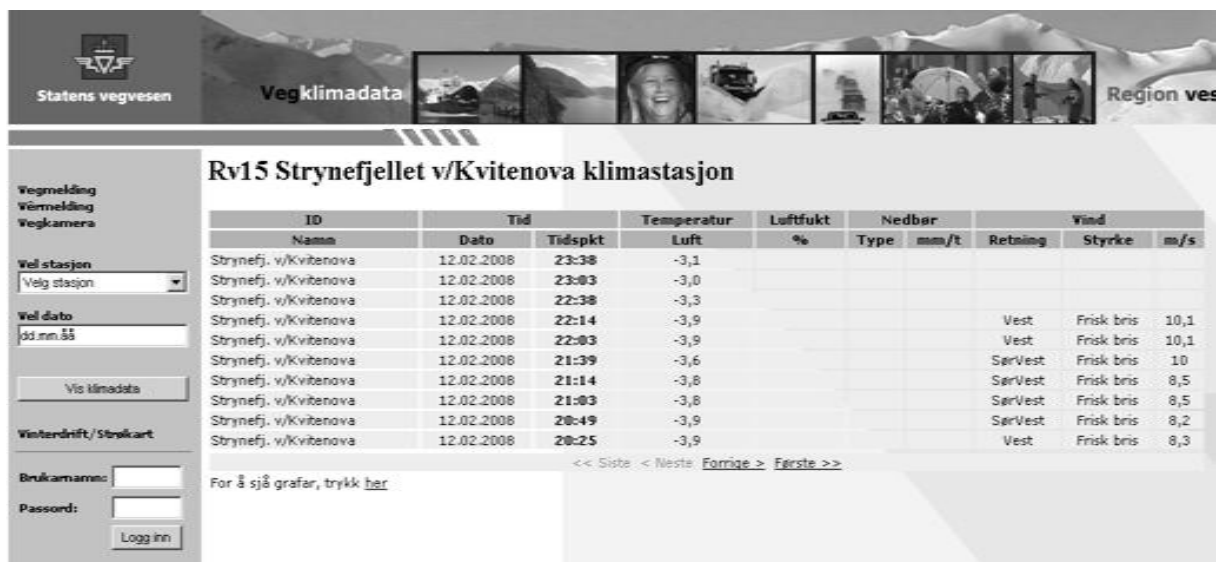 Statens vegvesen
Vegklimadata
Region ves
Rv15 Strynefjellet v/Kvitenova klimastasjon
Vegmelding
Vêrmelding
Vegkamera
Vel stasjon
Velg stasjon
Vel dato
dd.mm.åå
Vis klimadata
Vinterdrift/Strøkart
Brukarnamn:
Passord:
Logg inn
ID Tid Temperatur Luftfukt Nedbør Vind
Namn Dato Tidspkt Luft % Type mm/t Retning Styrke m/s
Strynefj. v/Kvitenova 12.02.2008 23:38 -3,1
Strynefj. v/Kvitenova 12.02.2008 23:03 -3,0
Strynefj. v/Kvitenova 12.02.2008 22:38 -3,3
Strynefj. v/Kvitenova 12.02.2008 22:14 -3,9 Vest Frisk bris 10,1
Strynefj. v/Kvitenova 12.02.2008 22:03 -3,9 Vest Frisk bris 10,1
Strynefj. v/Kvitenova 12.02.2008 21:39 -3,6 SørVest Frisk bris 10
Strynefj. v/Kvitenova 12.02.2008 21:14 -3,8 SørVest Frisk bris 8,5
Strynefj. v/Kvitenova 12.02.2008 21:03 -3,8 SørVest Frisk bris 8,5
Strynefj. v/Kvitenova 12.02.2008 20:49 -3,9 SørVest Frisk bris 8,2
Strynefj. v/Kvitenova 12.02.2008 20:25 -3,9 Vest Frisk bris 8,3
<< Siste < Neste Forrige > Første >>
For å sjå grafar, trykk her